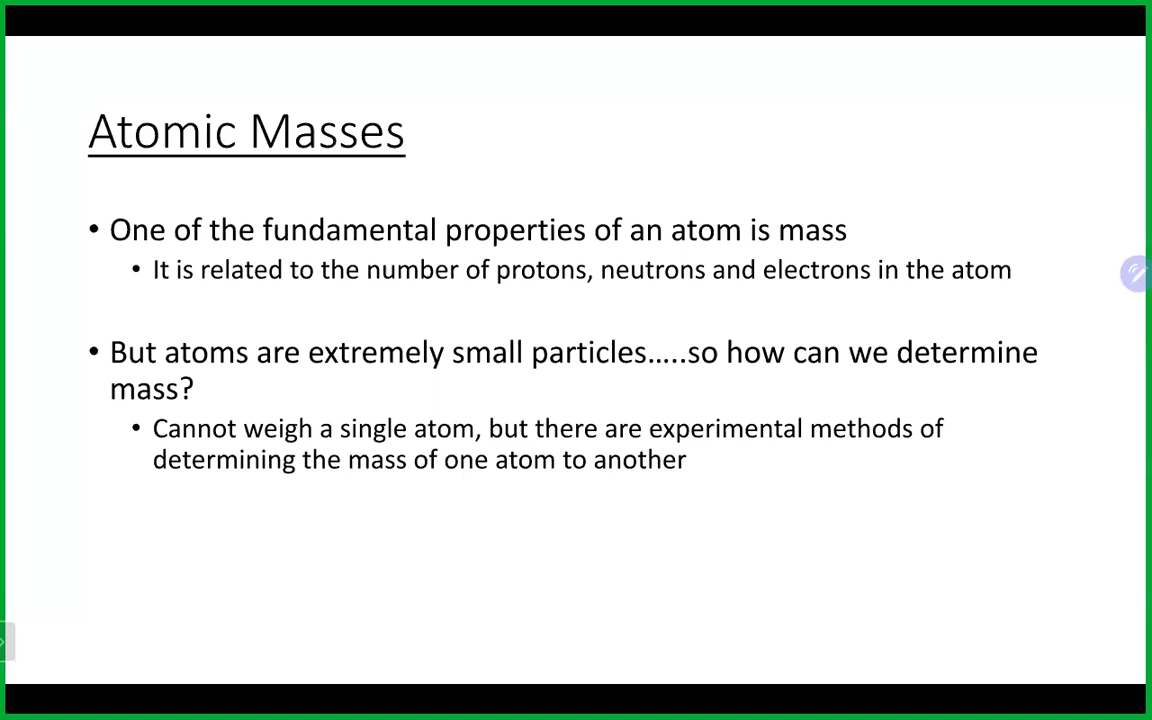 Atomic Masses
• One of the fundamental properties of an atom is mass
• It is related to the number of protons, neutrons and electrons in the atom
• But atoms are extremely small particles.....so how can we determine
mass?
• Cannot weigh a single atom, but there are experimental methods of
determining the mass of one atom to another